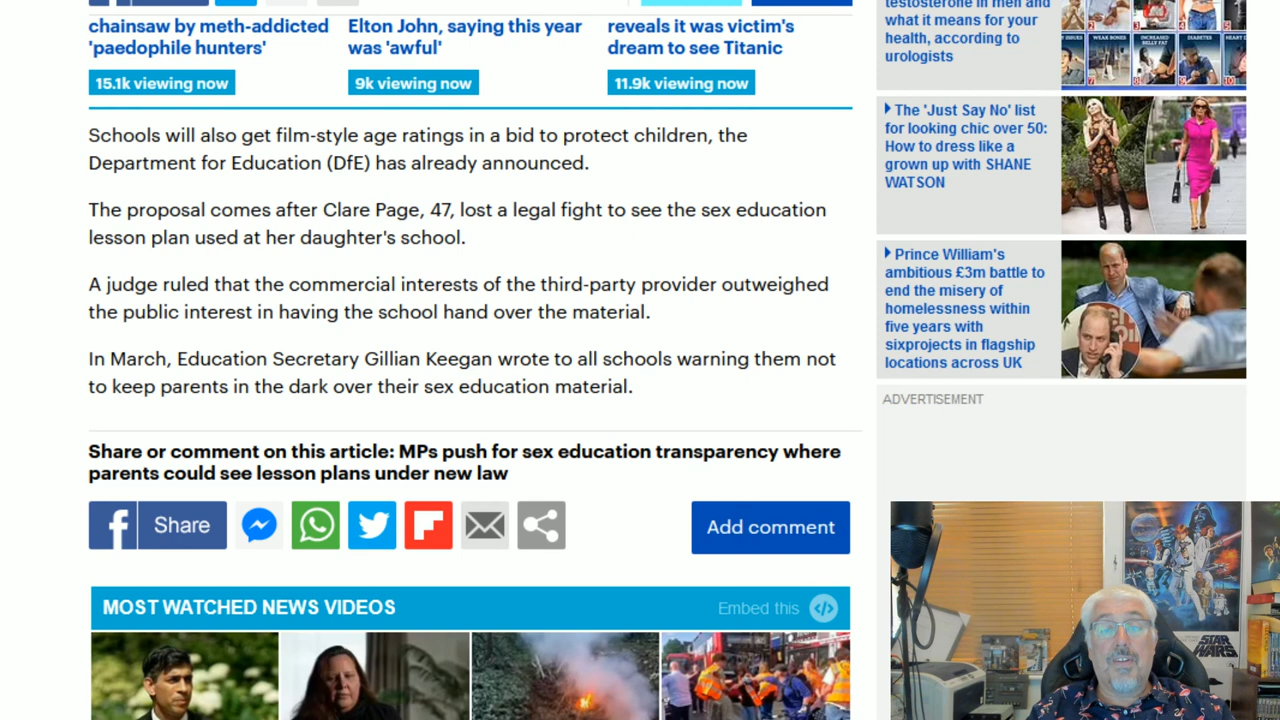 chainsaw by meth-addicted
'paedophile hunters'
15.1k viewing now
Elton John, saying this year
was 'awful'
9k viewing now
reveals it was victim's
dream to see Titanic
11.9k viewing now
Schools will also get film-style age ratings in a bid to protect children, the
Department for Education (DfE) has already announced.
The proposal comes after Clare Page, 47, lost a legal fight to see the sex education
lesson plan used at her daughter's school.
A judge ruled that the commercial interests of the third-party provider outweighed
the public interest in having the school hand over the material.
In March, Education Secretary Gillian Keegan wrote to all schools warning them not
to keep parents in the dark over their sex education material.
Share or comment on this article: MPs push for sex education transparency where
parents could see lesson plans under new law
Share
Add comment
MOST WATCHED NEWS VIDEOS
Embed this
testosterone in men and
what it means for your
health, according to
urologists
WEAK BONES
INCREASED
BELLY FAT
DIABETES
The 'Just Say No' list
for looking chic over 50:
How to dress like a
grown up with SHANE
WATSON
Prince William's
ambitious £3m battle to
end the misery of
homelessness within
five years with
sixprojects in flagship
locations across UK
ADVERTISEMENT
STAR
WARS